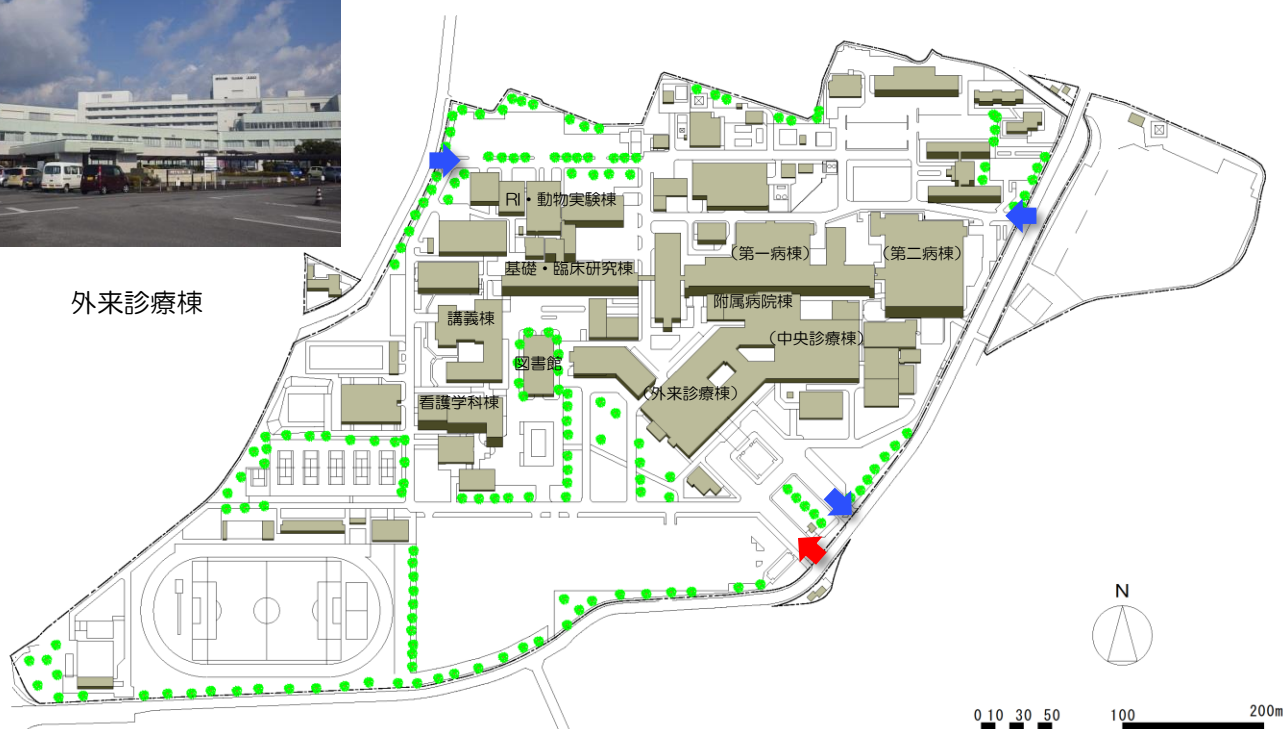 外来診療棟
RI・動物実験棟
基礎・臨床研究棟
(第一病棟)
(第二病棟)
附属病院棟
(中央診療棟)
講義棟
図書館
(外来診療棟)
看護学科棟
N
0 10 30 50 100 200m